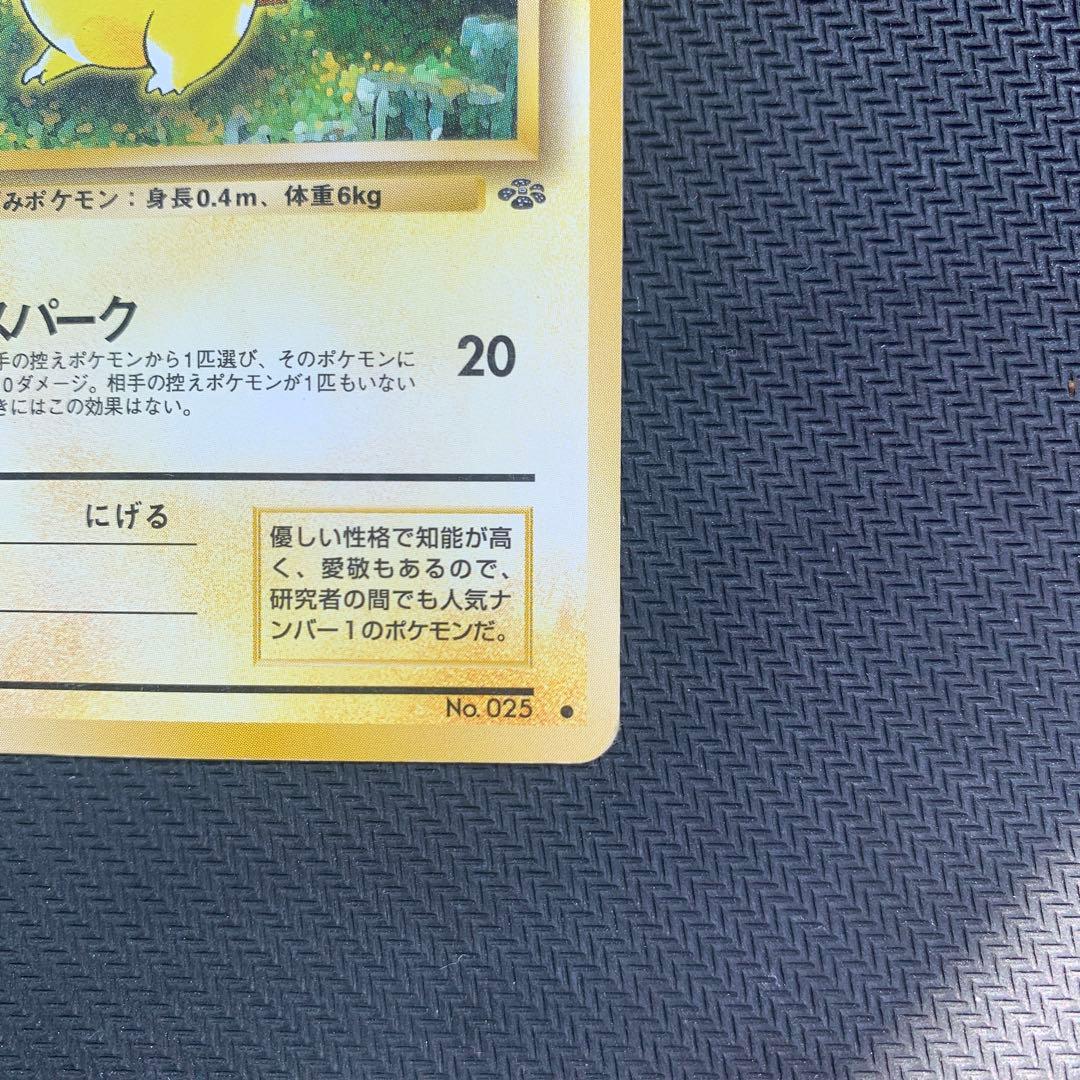 みポケモン：身長0.4m、体重6kg
スパーク
手の控えポケモンから1匹選び、そのポケモンに
0ダメージ。相手の控えポケモンが1匹もいない
きにはこの効果はない。
20
にげる
優しい性格で知能が高
く、愛敬もあるので、
研究者の間でも人気ナ
ンバー1のポケモンだ。
No. 025 ●